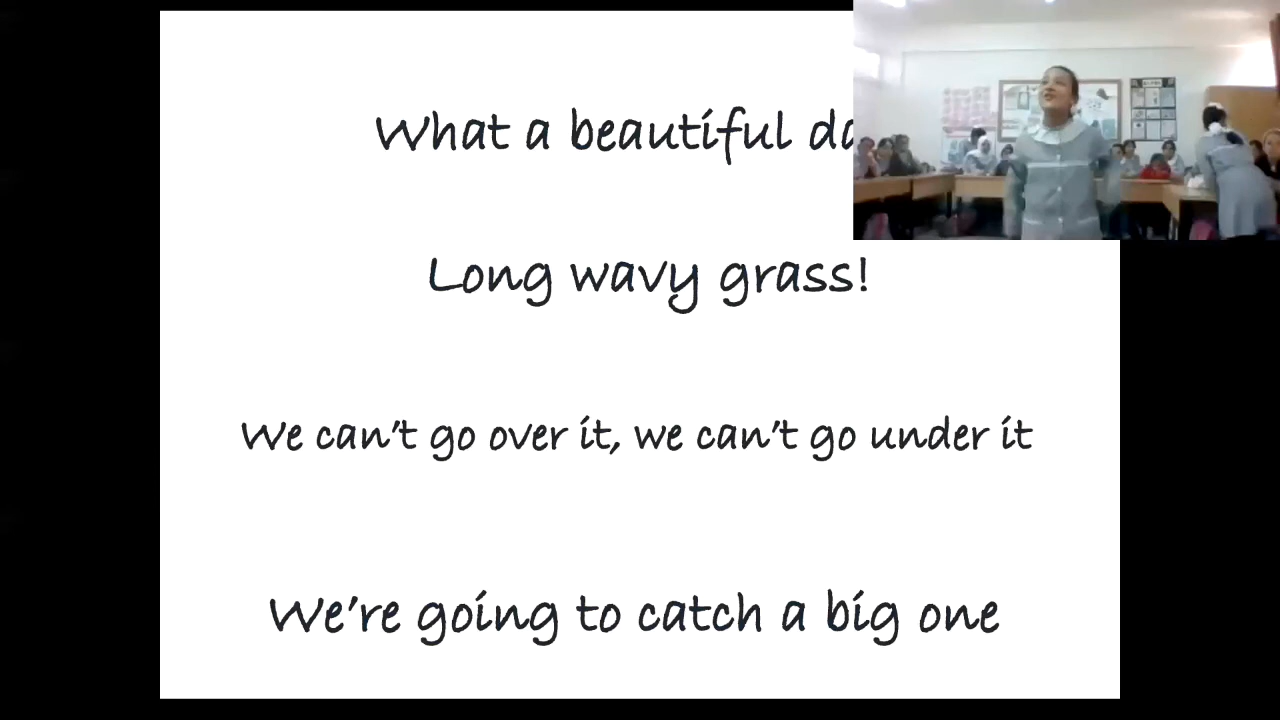 What a beautiful da
Long wavy grass!
We can't go over it, we can't go under it
We're going to catch a big one